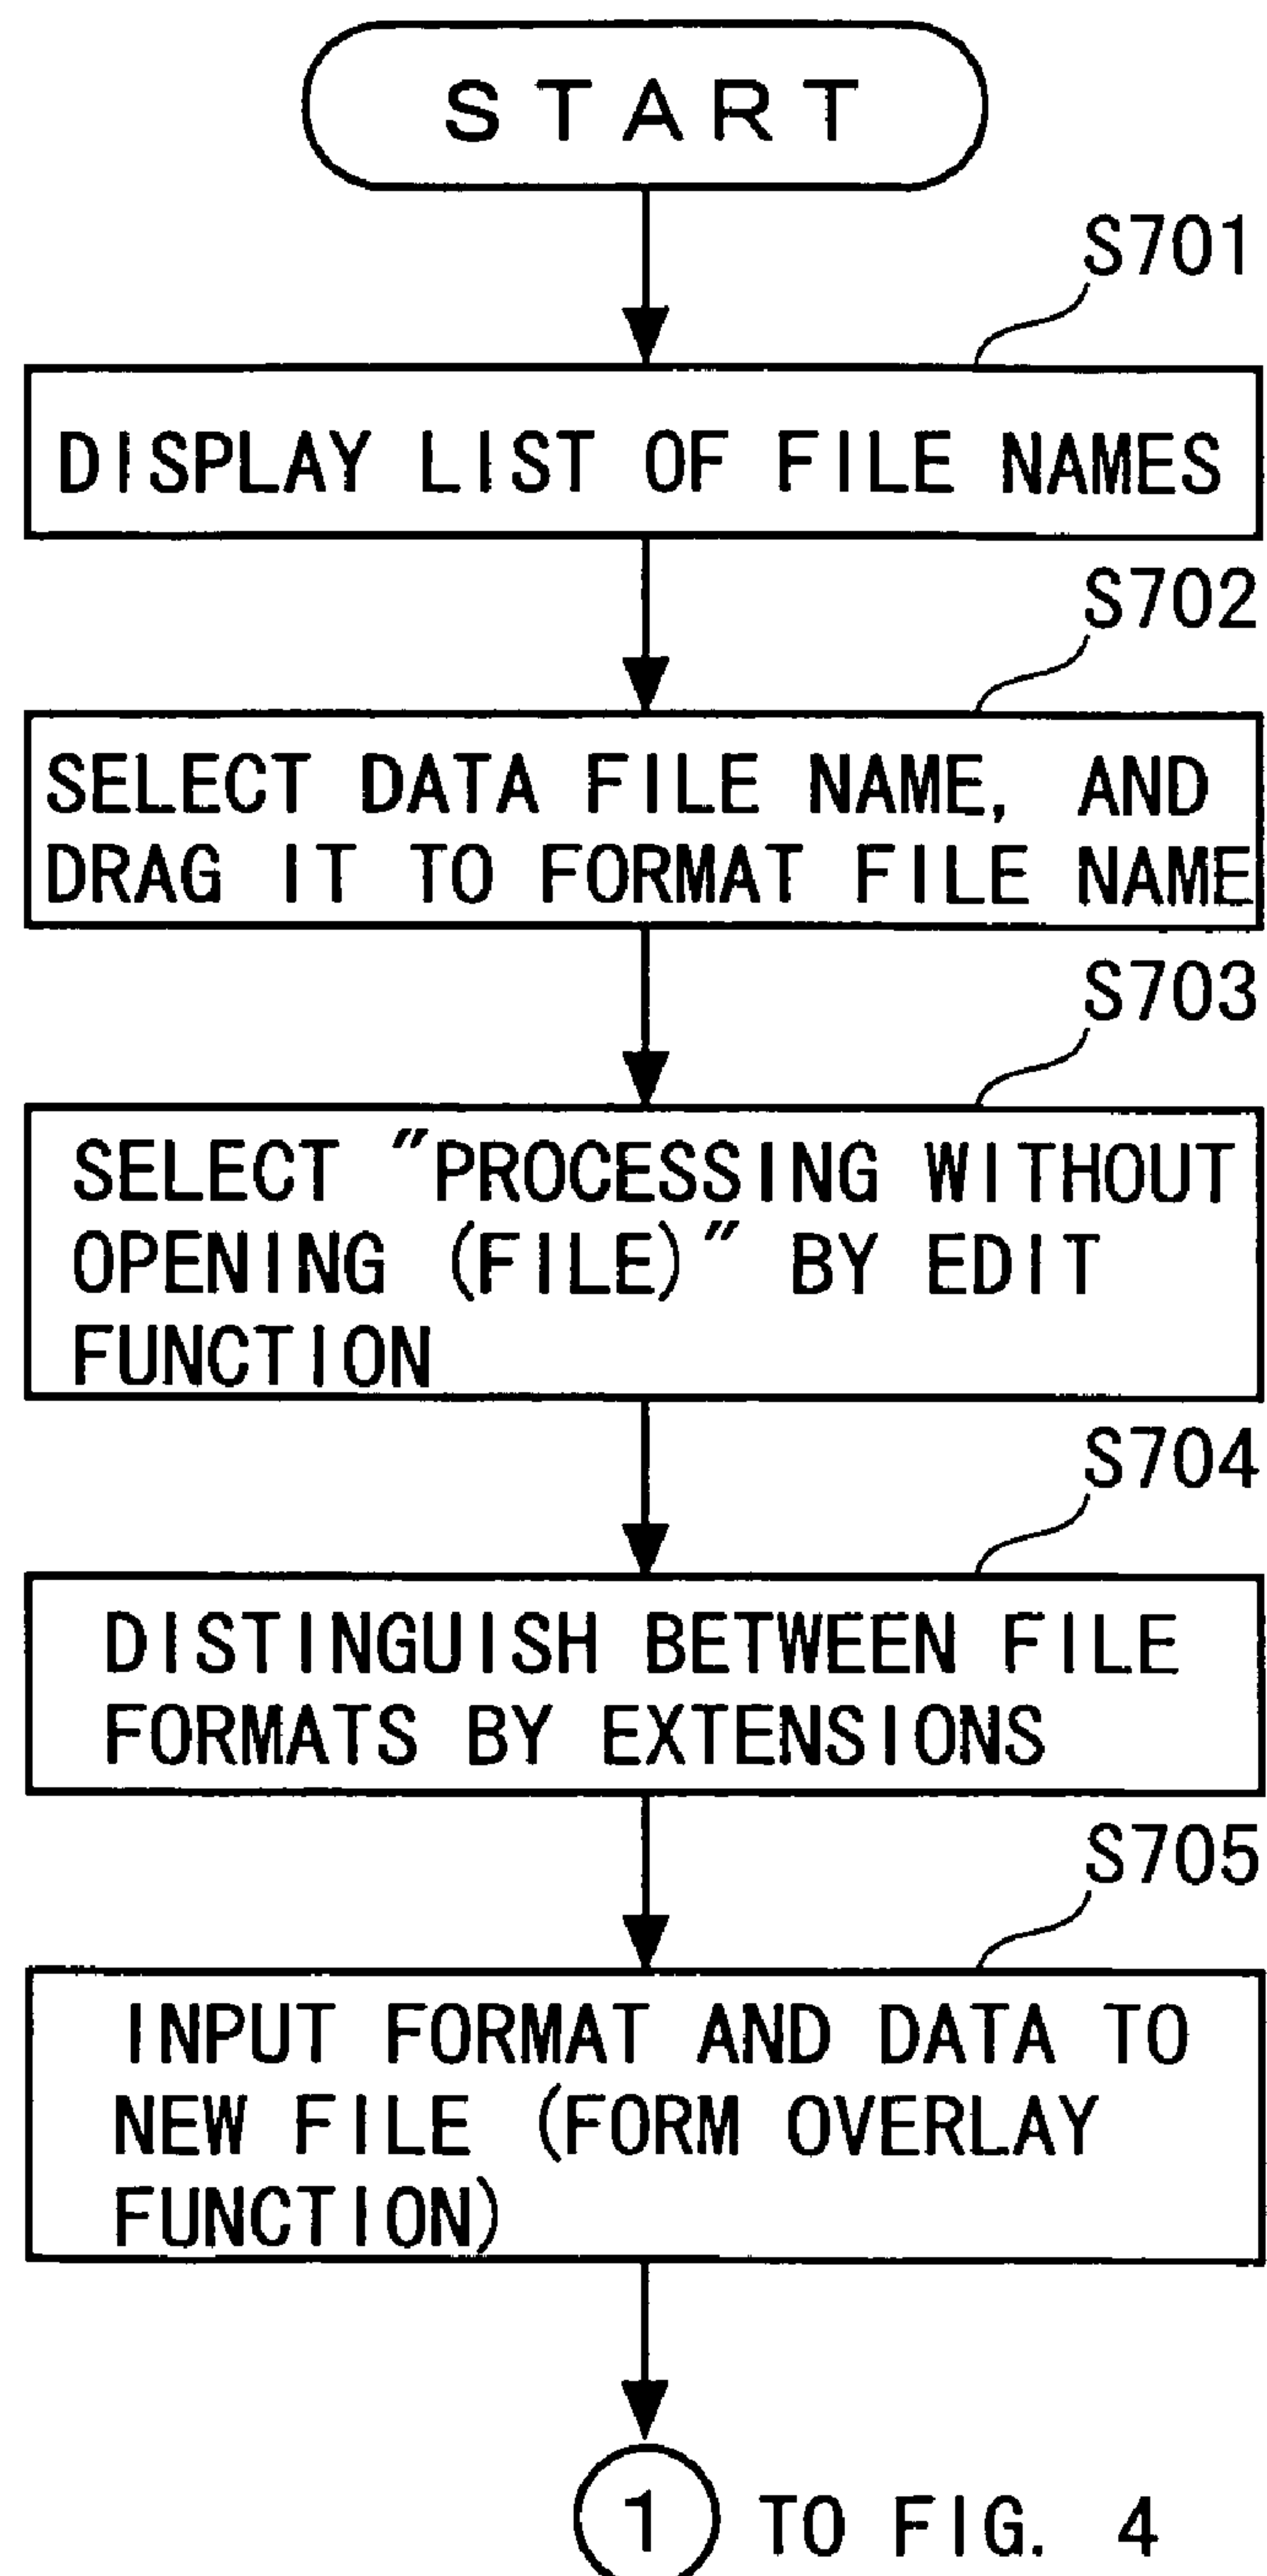 START
S701
DISPLAY LIST OF FILE NAMES
S702
SELECT DATA FILE NAME, AND
DRAG IT TO FORMAT FILE NAME
S703
SELECT "PROCESSING WITHOUT
OPENING (FILE)" BY EDIT
FUNCTION
S704
DISTINGUISH BETWEEN FILE
FORMATS BY EXTENSIONS
S705
INPUT FORMAT AND DATA TO
NEW FILE (FORM OVERLAY
FUNCTION)
1 TO FIG. 4